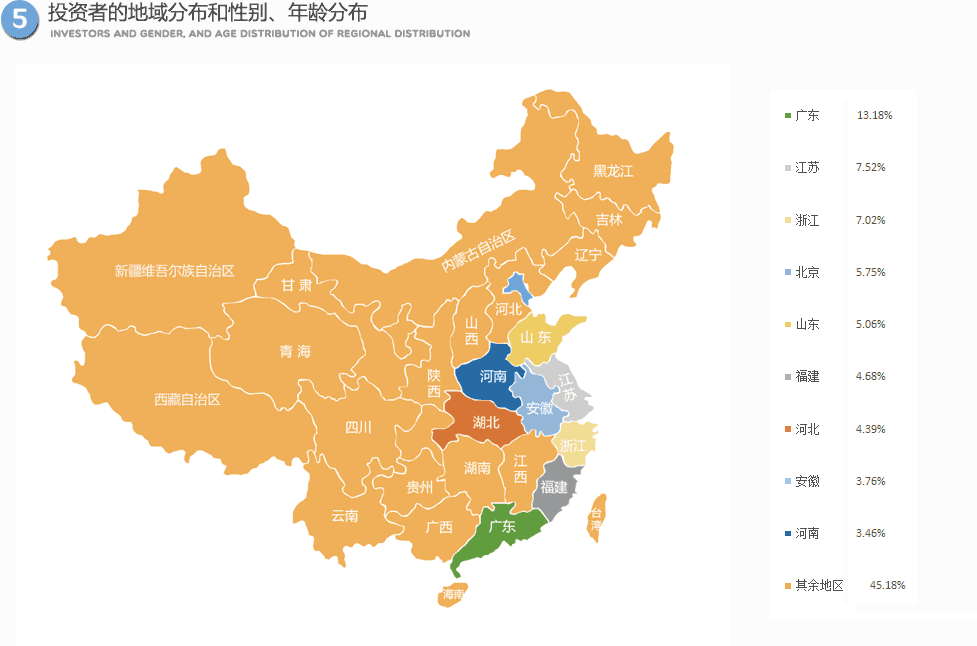 5
投资者的地域分布和性别、年龄分布
INVESTORS AND GENDER, AND AGE DISTRIBUTION OF REGIONAL DISTRIBUTION
黑龙江
吉林
辽宁
内蒙古自治区
新疆维吾尔族自治区
甘肃
河北
山西
山东
青海
陕西
河南
江苏
西藏自治区
安徽
四川
湖北
浙江
湖南
江西
贵州
福建
云南
广西
广东
台湾
海南
广东 13.18%
江苏 7.52%
浙江 7.02%
北京 5.75%
山东 5.06%
福建 4.68%
河北 4.39%
安徽 3.76%
河南 3.46%
其余地区 45.18%